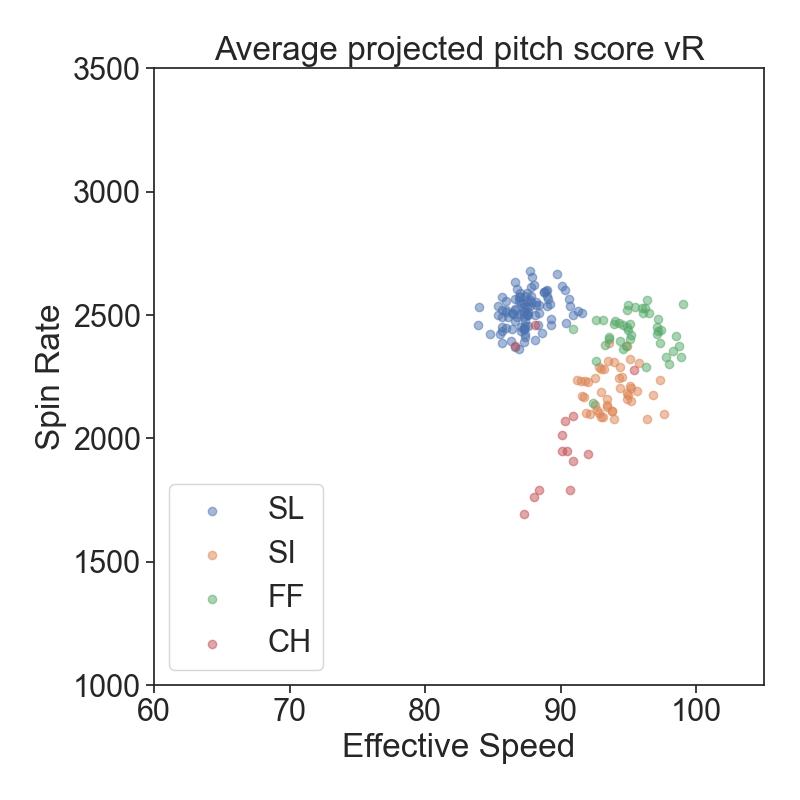 Average projected pitch score vR
3500
3000
2500
2000
1500
1000
Spin Rate
SL
SI
FF
CH
60
70
80
90
100
Effective Speed